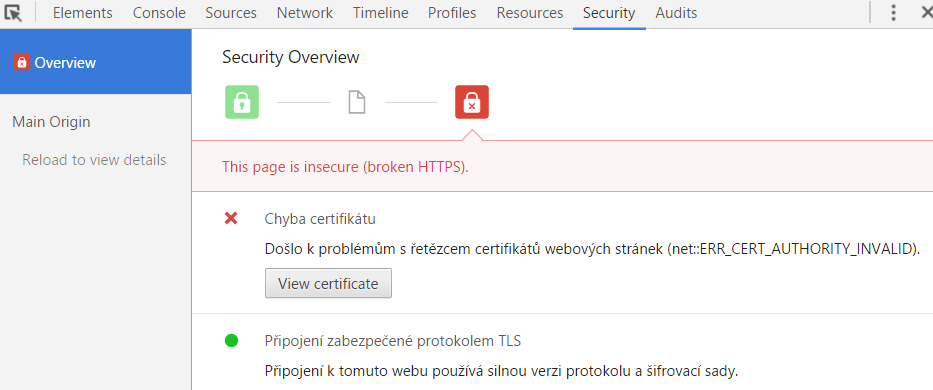 Elements Console Sources Network Timeline Profiles Resources Security Audits
Overview
Main Origin
Reload to view details
Security Overview
This page is insecure (broken HTTPS).
Chyba certifikátu
Došlo k problémům s řetězcem certifikátů webových stránek (net::ERR_CERT_AUTHORITY_INVALID).
View certificate
Připojení zabezpečené protokolem TLS
Připojení k tomuto webu používá silnou verzi protokolu a šifrovací sady.